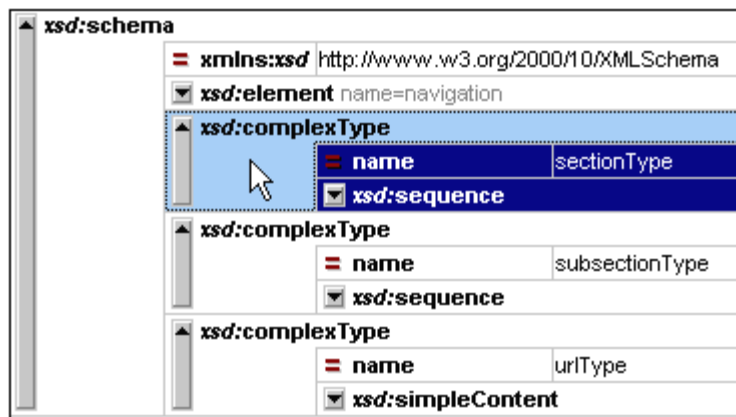 xsd:schema
= xmlns:xsd http://www.w3.org/2000/10/XMLSchema
xsd:element name=navigation
xsd:complexType
= name sectionType
xsd:sequence
xsd:complexType
= name subsectionType
xsd:sequence
xsd:complexType
= name urlType
xsd:simpleContent